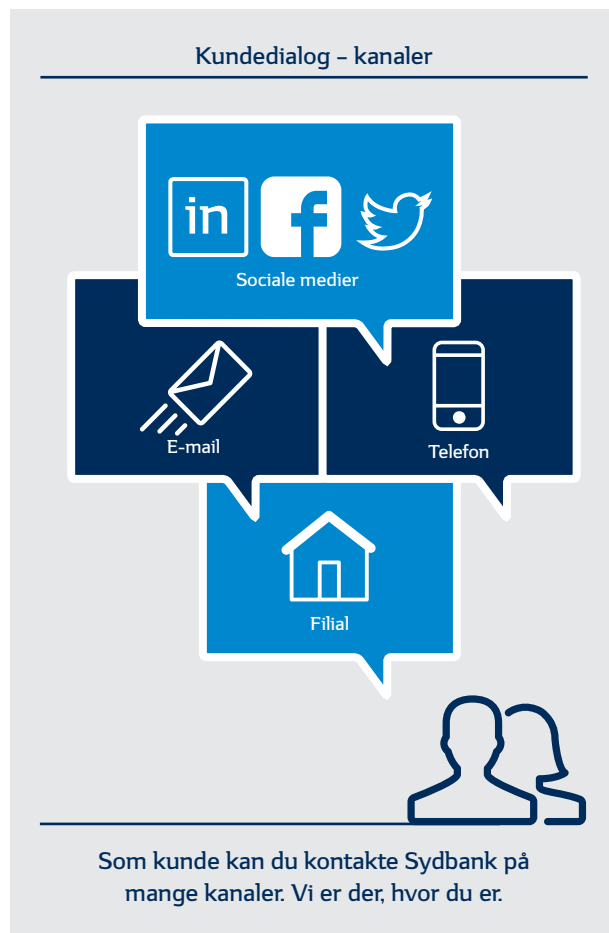 Kundedialog – kanaler
in f
Sociale medier
E-mail
Telefon
Filial
Som kunde kan du kontakte Sydbank på
mange kanaler. Vi er der, hvor du er.